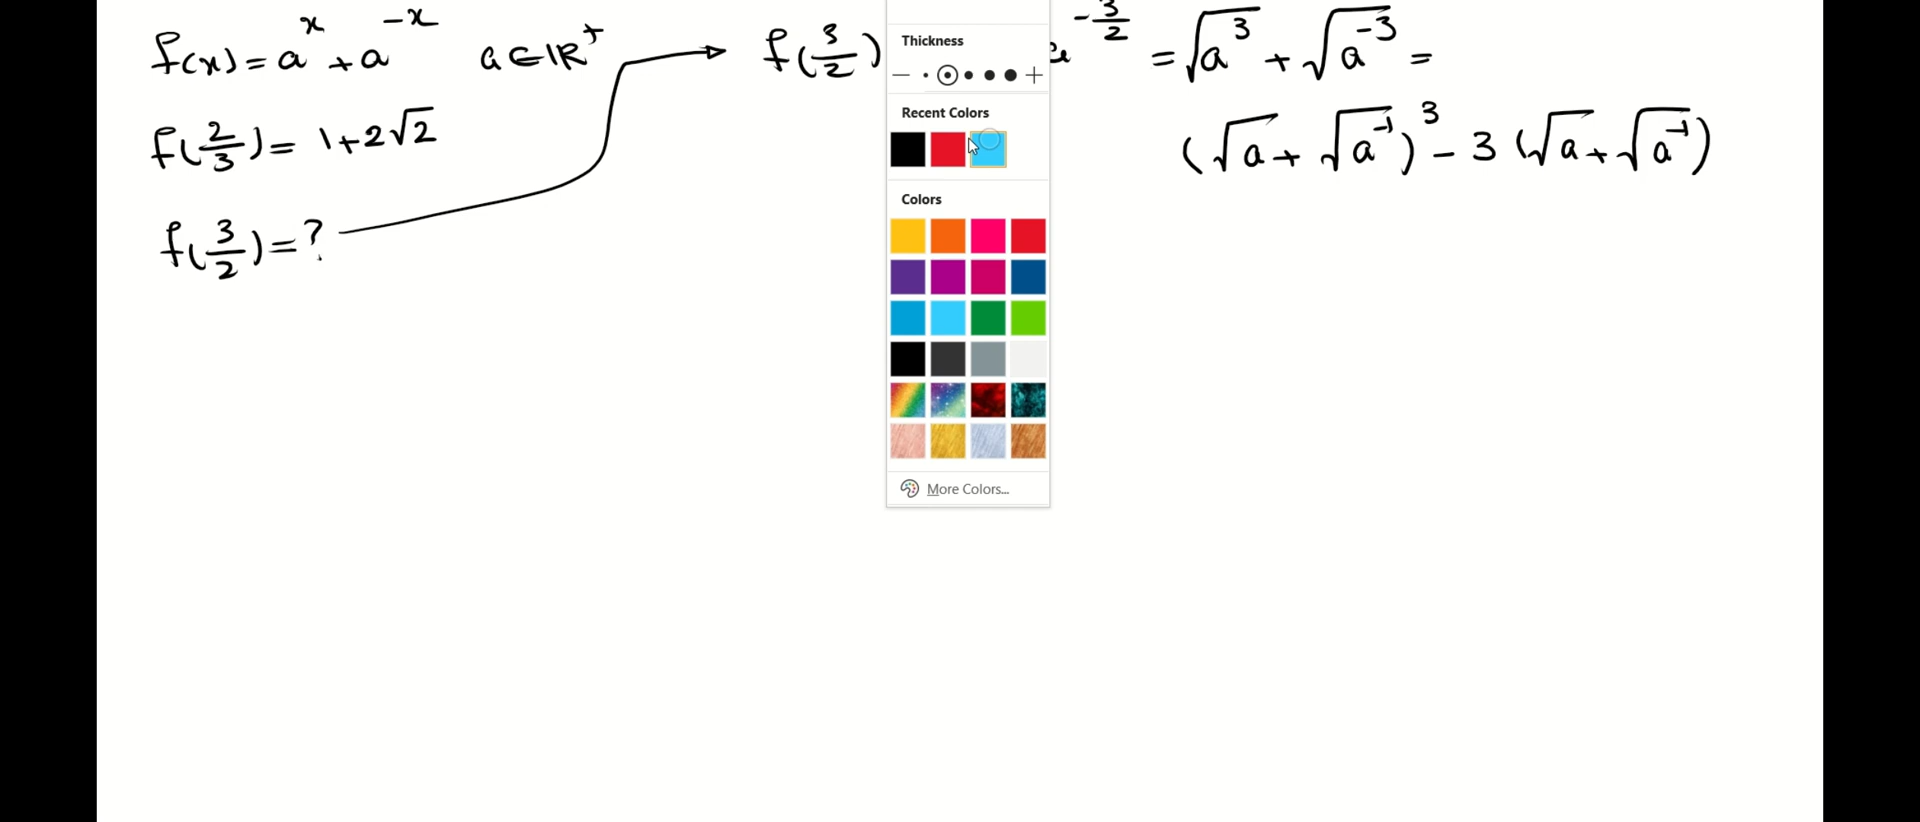 f(x) = a^x + a^-x   a ∈ ℝ^+
f(2/3) = 1+2√2
f(3/2) = ?
f(3/2)
-3/2 = √a^3 + √a^-3 =
(√a + √a^-1)^3 - 3 (√a + √a^-1)
Thickness
Recent Colors
Colors
More Colors...